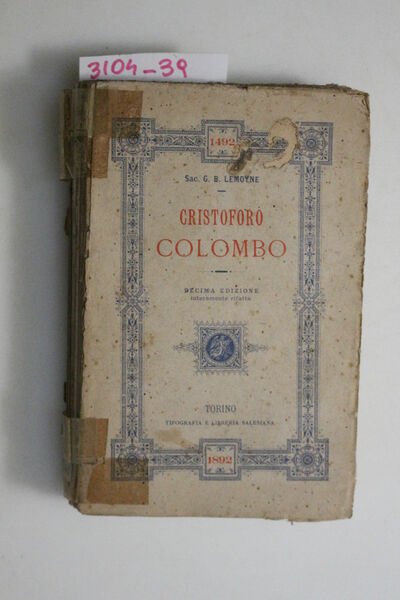 3104-39
1492
Sac. G. B. LEMOYNE
CRISTOFORO
COLOMBO
DECIMA EDIZIONE
interamente rifatta
TORINO
TIPOGRAFIA E LIBRERIA SALESIANA
1892